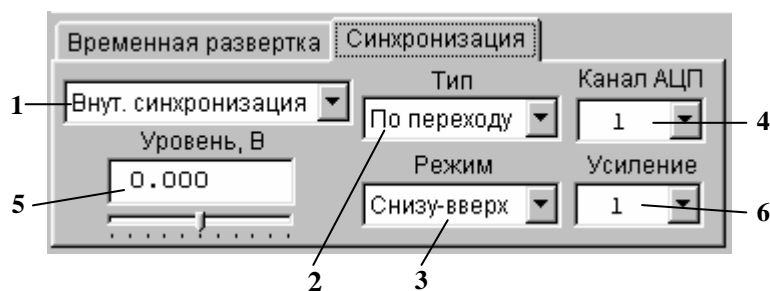 Временная развертка Синхронизация
Тип Канал АЦП
1 Внут. синхронизация По переходу 1 4
Уровень, В
Режим Усиление
5 0.000
Снизу-вверх 1 6
2 3